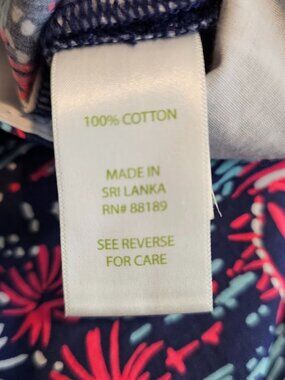 100% COTTON
MADE IN
SRI LANKA
RN# 88189
SEE REVERSE
FOR CARE